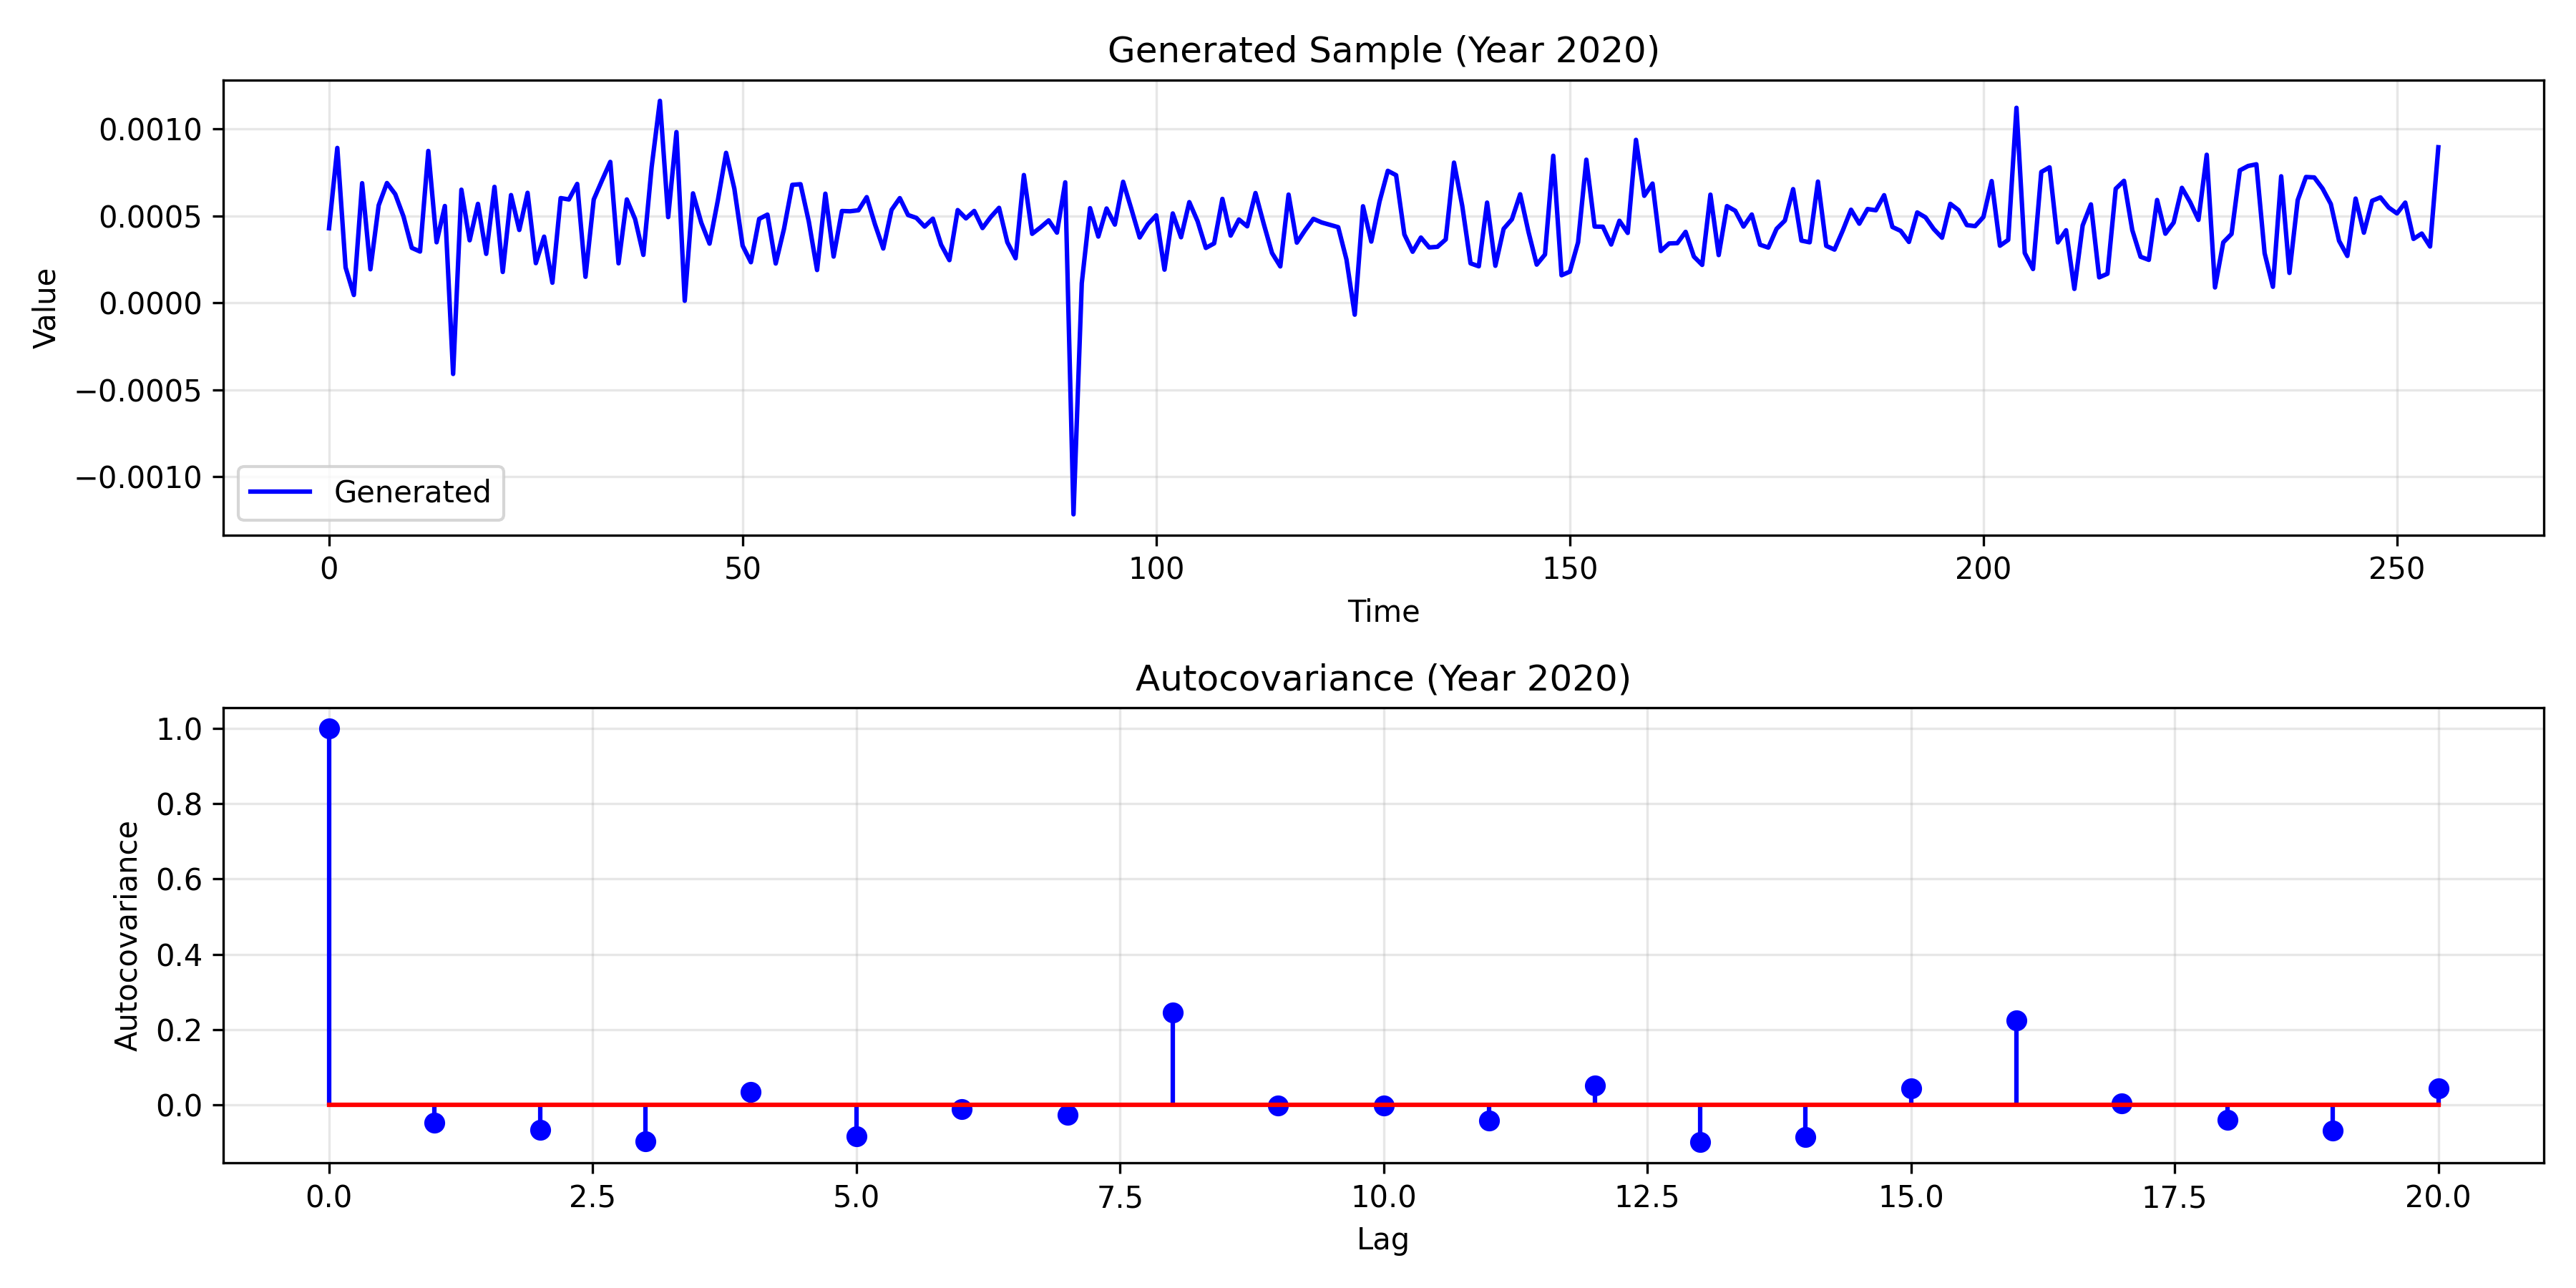 Generated Sample (Year 2020)
Value
0.0010
0.0005
0.0000
−0.0005
−0.0010
Generated
0 50 100 150 200 250
Time
Autocovariance (Year 2020)
Autocovariance
1.0
0.8
0.6
0.4
0.2
0.0
0.0 2.5 5.0 7.5 10.0 12.5 15.0 17.5 20.0
Lag